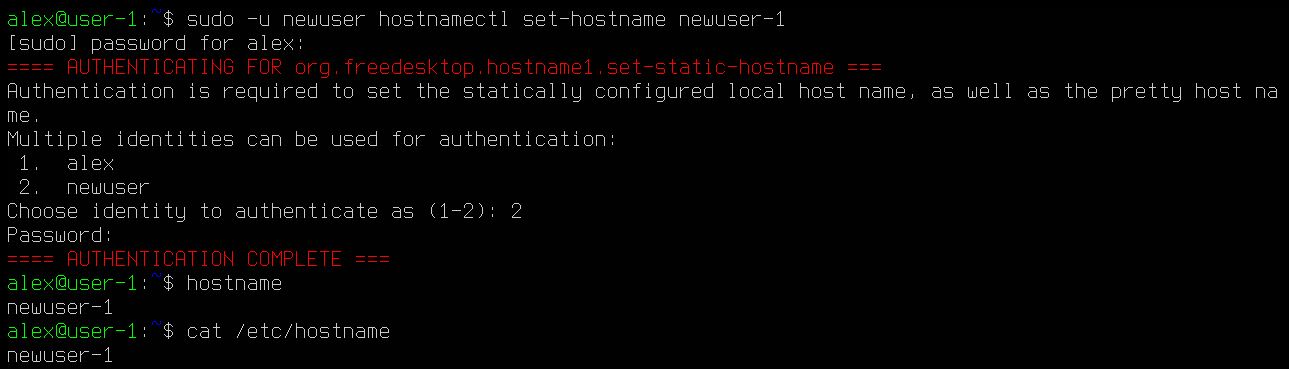 alex@user-1:~$ sudo -u newuser hostnamectl set-hostname newuser-1
[sudo] password for alex:
==== AUTHENTICATING FOR org.freedesktop.hostname1.set-static-hostname ===
Authentication is required to set the statically configured local host name, as well as the pretty host na
me.
Multiple identities can be used for authentication:
 1.  alex
 2.  newuser
Choose identity to authenticate as (1-2): 2
Password:
==== AUTHENTICATION COMPLETE ===
alex@user-1:~$ hostname
newuser-1
alex@user-1:~$ cat /etc/hostname
newuser-1